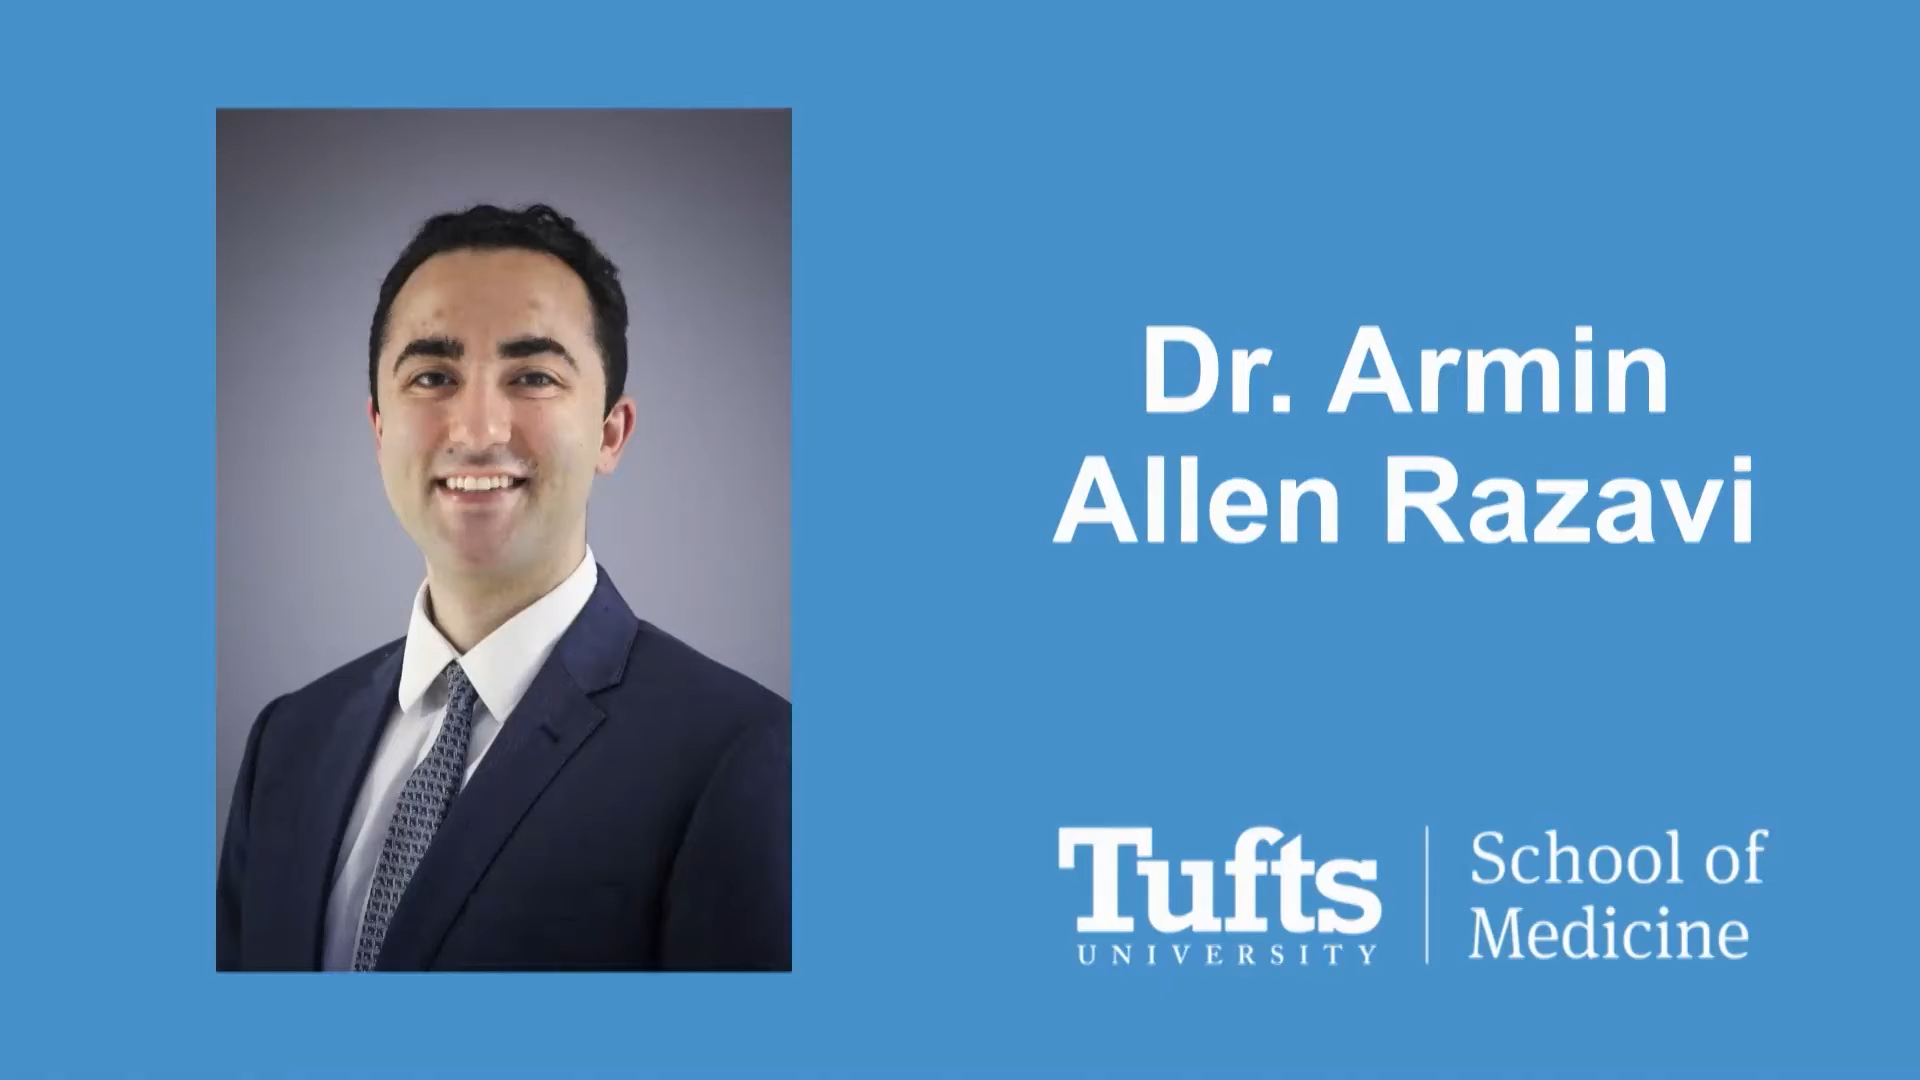 Dr. Armin
Allen Razavi
Tufts
UNIVERSITY
School of
Medicine